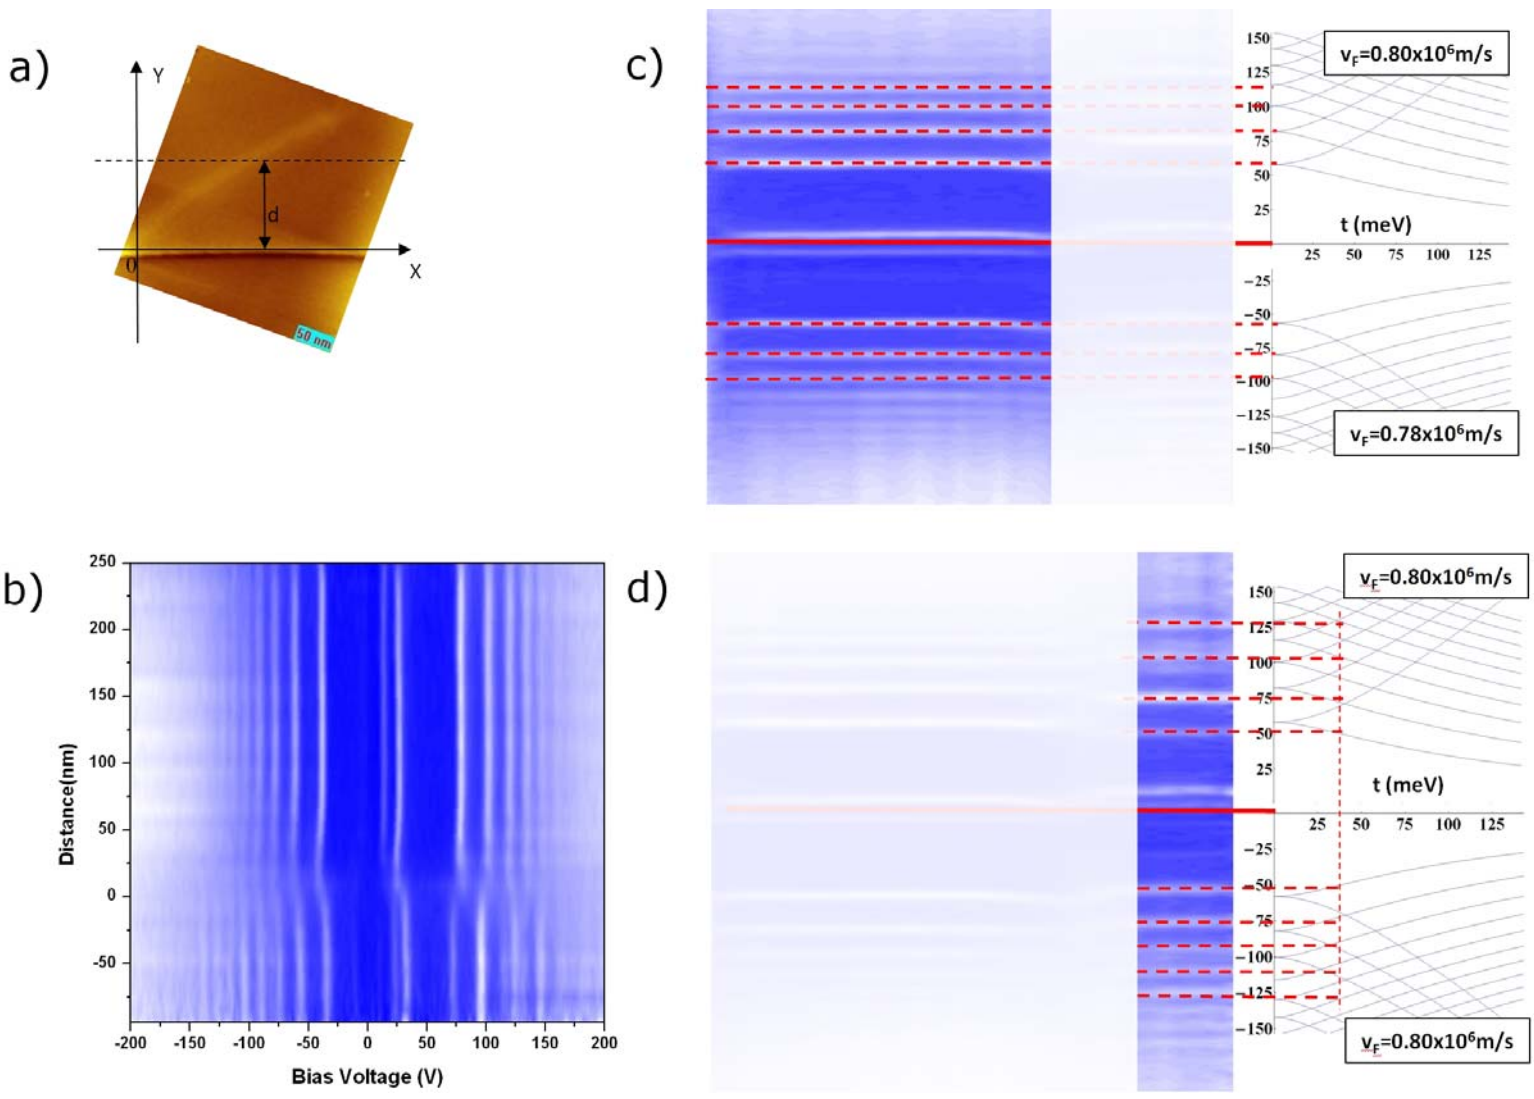 a)
Y
d
0
X
50 nm
b)
250
200
150
100
50
0
-50
-200 -150 -100 -50 0 50 100 150 200
Distance(nm)
Bias Voltage (V)
c)
150
125
100
75
50
25
t (meV)
25 50 75 100 125
−25
−50
−75
−100
−125
−150
vF=0.80x10⁶m/s
vF=0.78x10⁶m/s
d)
150
125
100
75
50
25
t (meV)
25 50 75 100 125
−25
−50
−75
−100
−125
−150
vF=0.80x10⁶m/s
vF=0.80x10⁶m/s